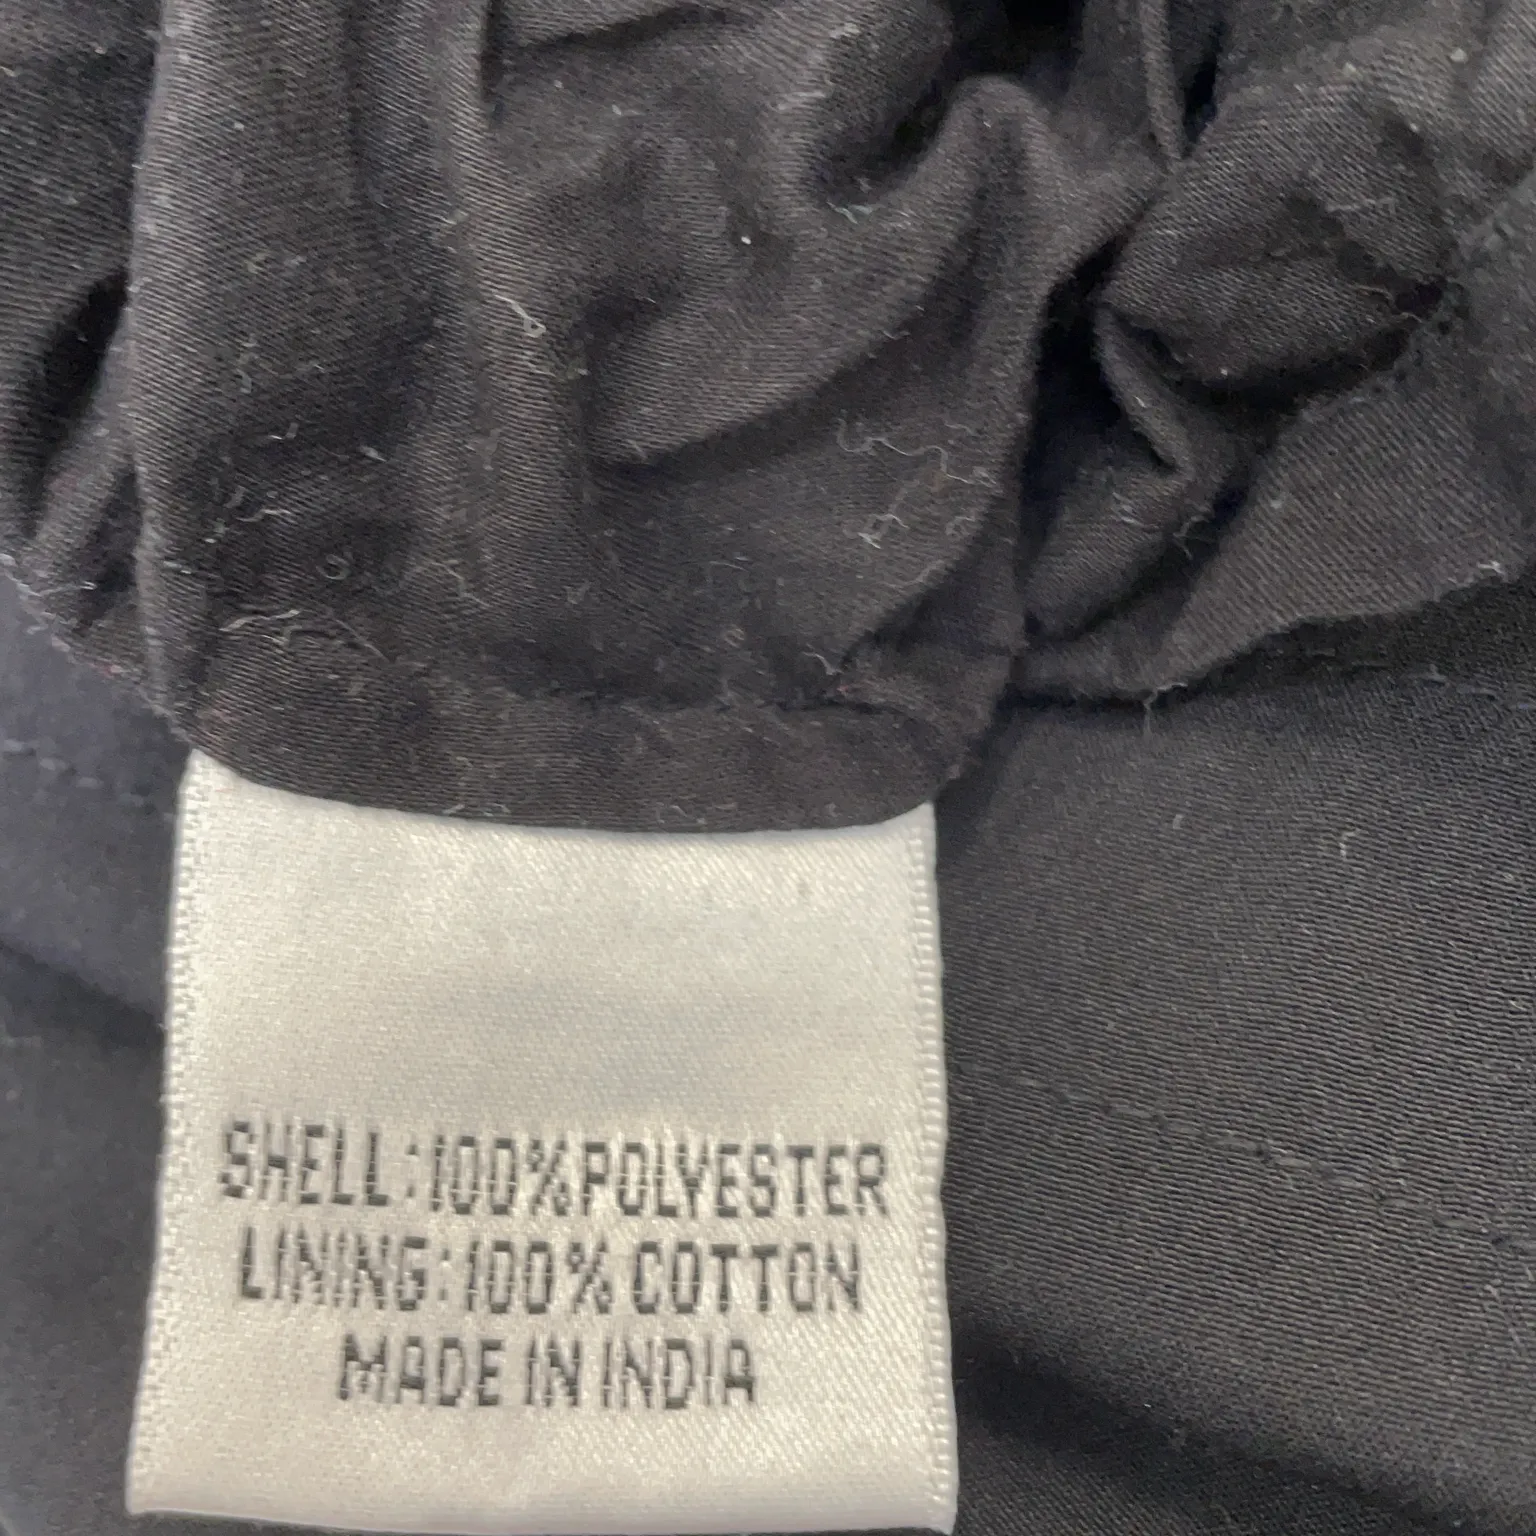 SHELL:100%POLYESTER
LINING:100% COTTON
MADE IN INDIA